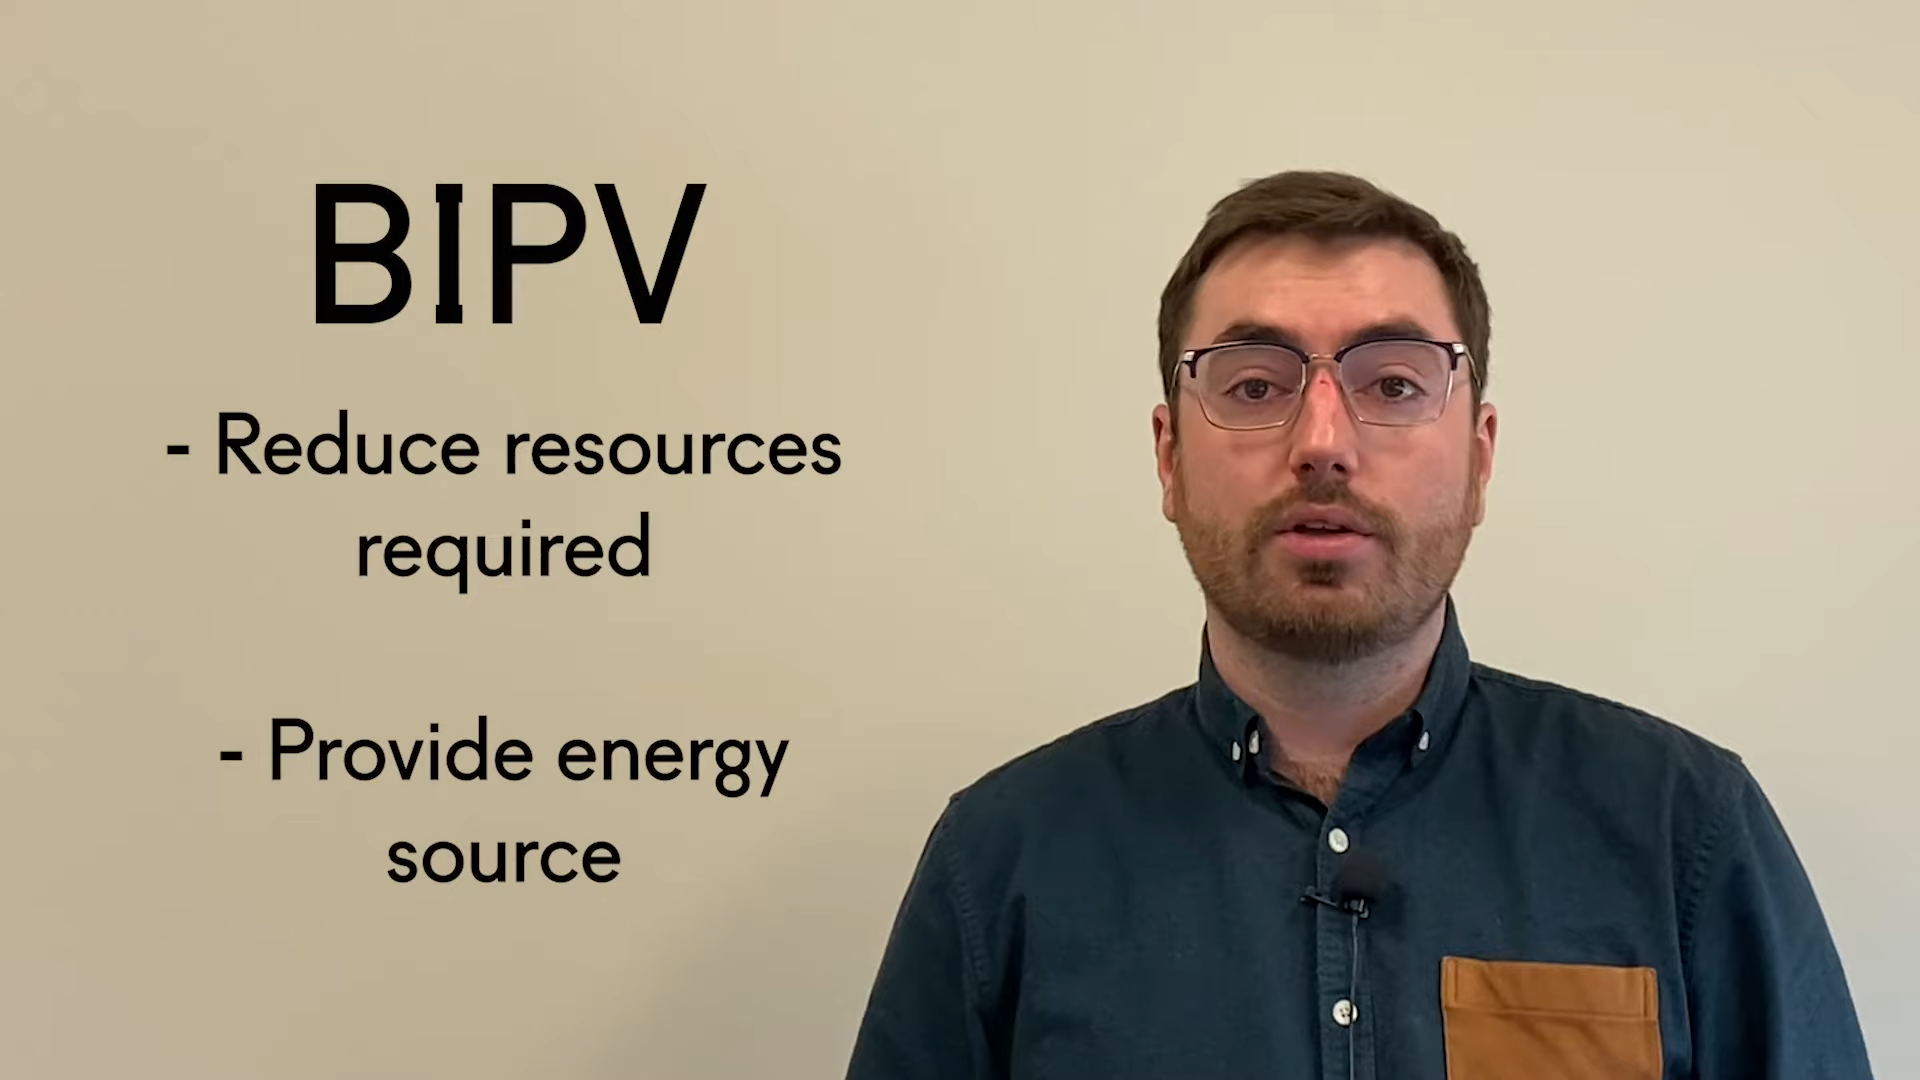 BIPV
- Reduce resources
required
- Provide energy
source